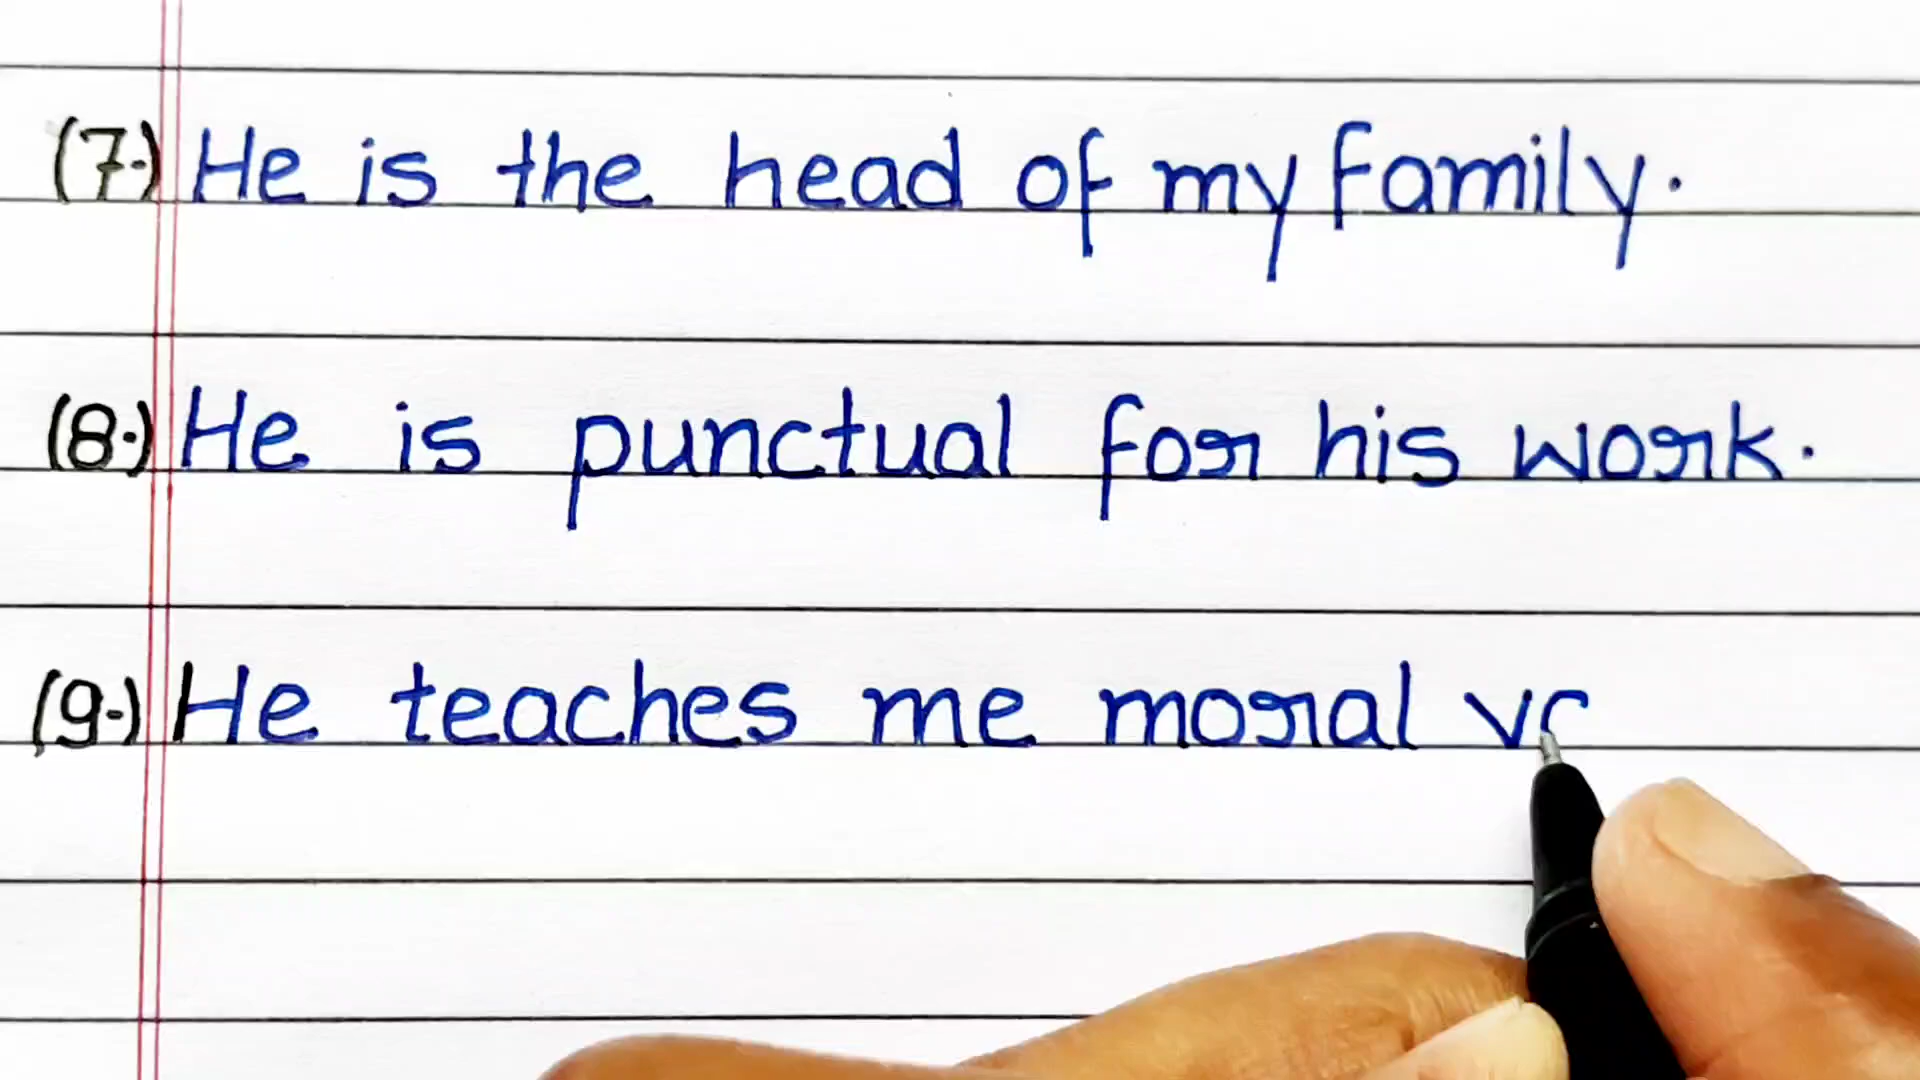 (7.) He is the head of my family.
(8.) He is punctual for his work.
(9.) He teaches me moral